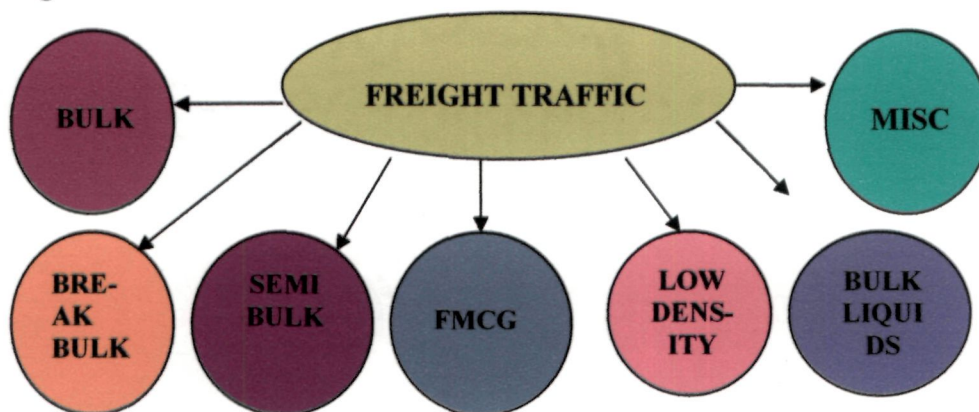 FREIGHT TRAFFIC
BULK
MISC
BRE-
AK
BULK
SEMI
BULK
FMCG
LOW
DENS-
ITY
BULK
LIQUI
DS